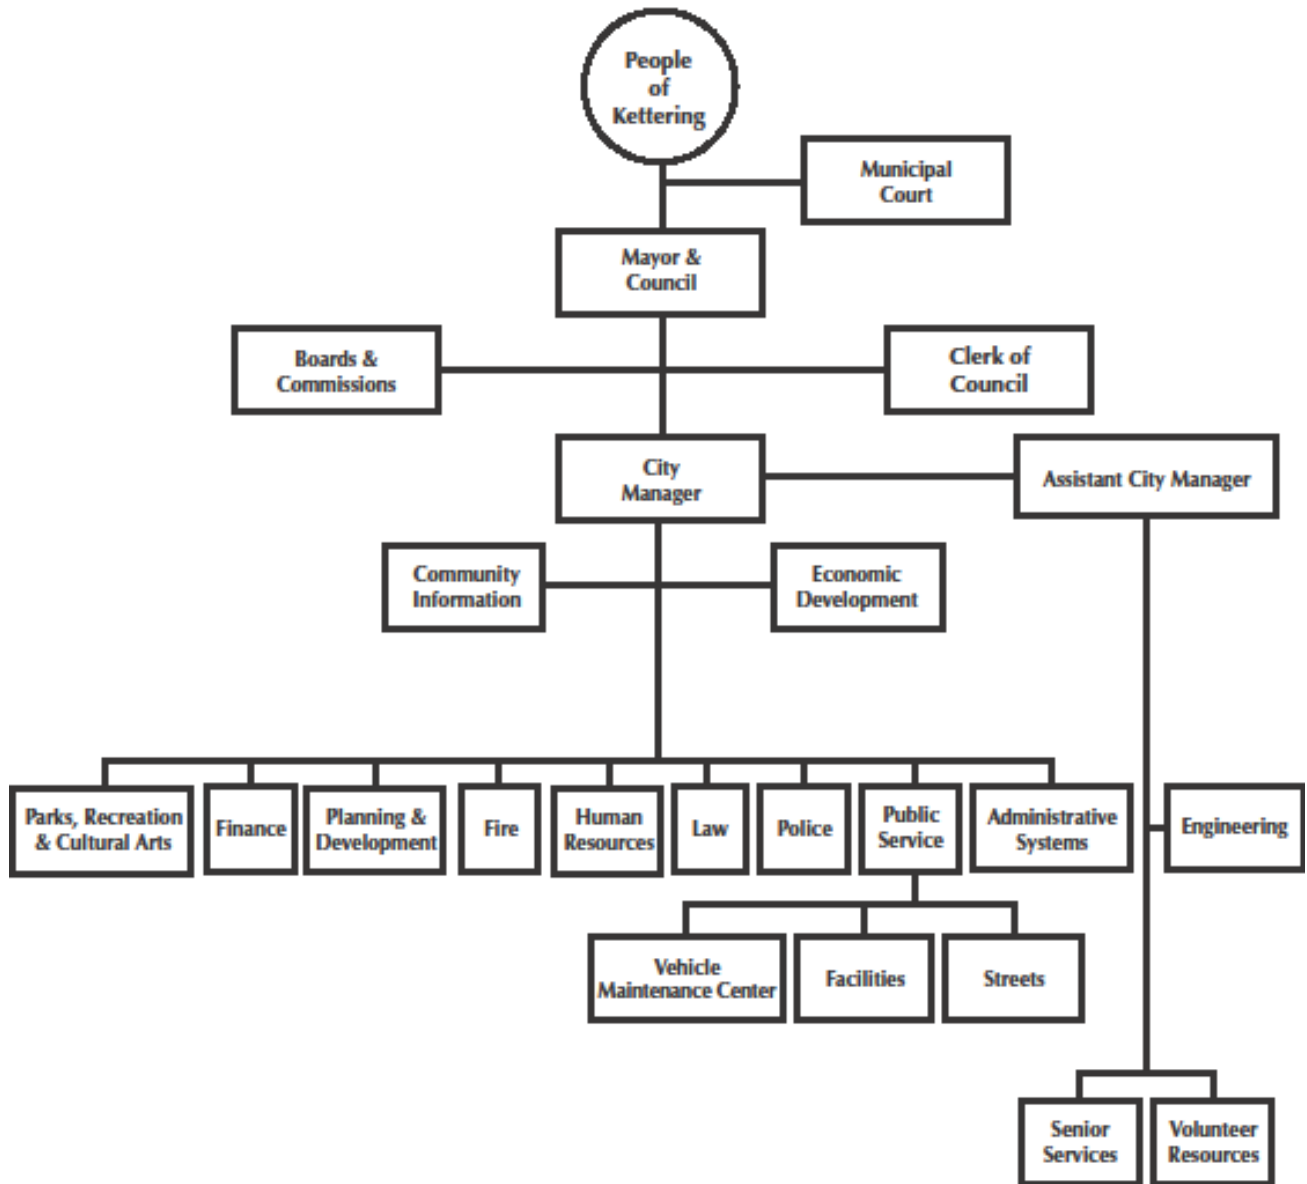 People
of
Kettering
Municipal
Court
Mayor &
Council
Boards &
Commissions
Clerk of
Council
City
Manager
Assistant City Manager
Community
Information
Economic
Development
Parks, Recreation
& Cultural Arts
Finance
Planning &
Development
Fire
Human
Resources
Law
Police
Public
Service
Administrative
Systems
Engineering
Vehicle
Maintenance Center
Facilities
Streets
Senior
Services
Volunteer
Resources